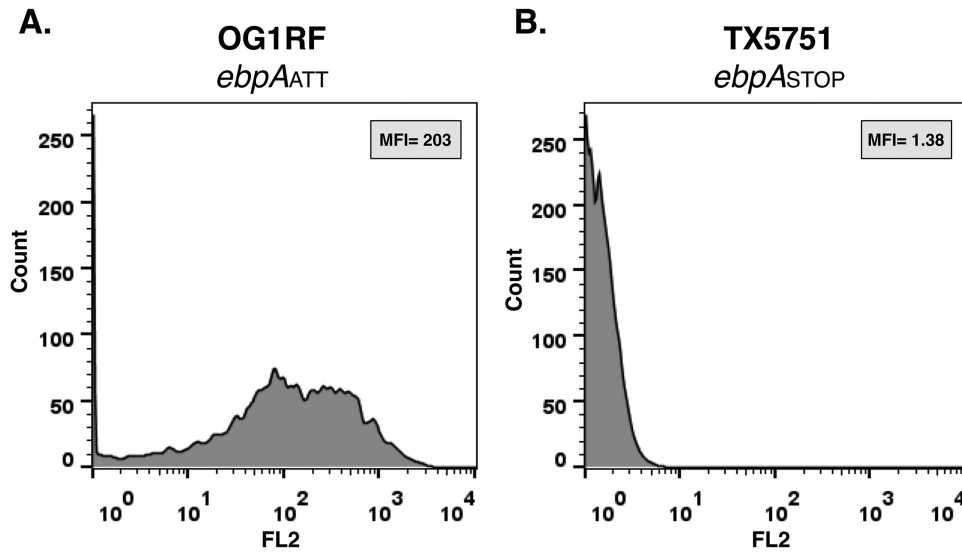 A.
OG1RF
ebpAATT
MFI= 203
Count
250
200
150
100
50
0
10^0 10^1 10^2 10^3 10^4
FL2
B.
TX5751
ebpASTOP
MFI= 1.38
Count
250
200
150
100
50
0
10^0 10^1 10^2 10^3 10^4
FL2